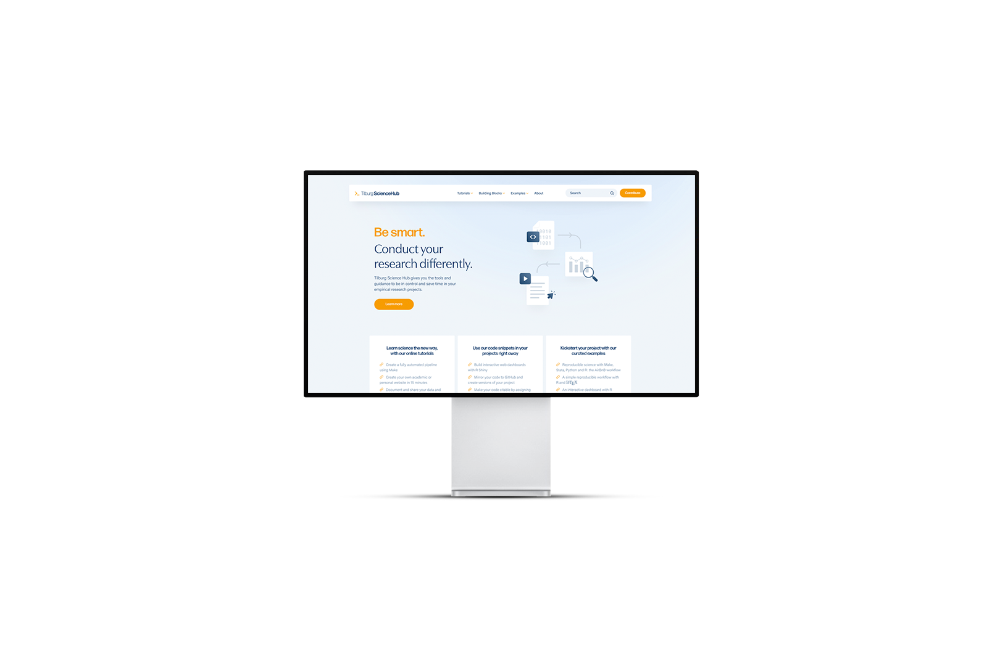 Tilburg ScienceHub
Tutorials
Building Blocks
Examples
About
Search
Contribute
Be smart.
Conduct your
research differently.
Tilburg Science Hub gives you the tools and
guidance to be in control and save time in your
empirical research projects.
Learn more
10010
1101
11001
Learn science the new way,
with our online tutorials
Create a fully automated pipeline
using Make
Create your own academic or
personal website in 15 minutes
Document and share your data and
Use our code snippets in your
projects right away
Build interactive web dashboards
with R Shiny
Mirror your code to GitHub and
create versions of your project
Make your code citable by assigning
Kickstart your project with our
curated examples
Reproducible science with Make,
Stata, Python and R: the AirBnB workflow
A simple reproducible workflow with
R and LATEX
An interactive dashboard with R